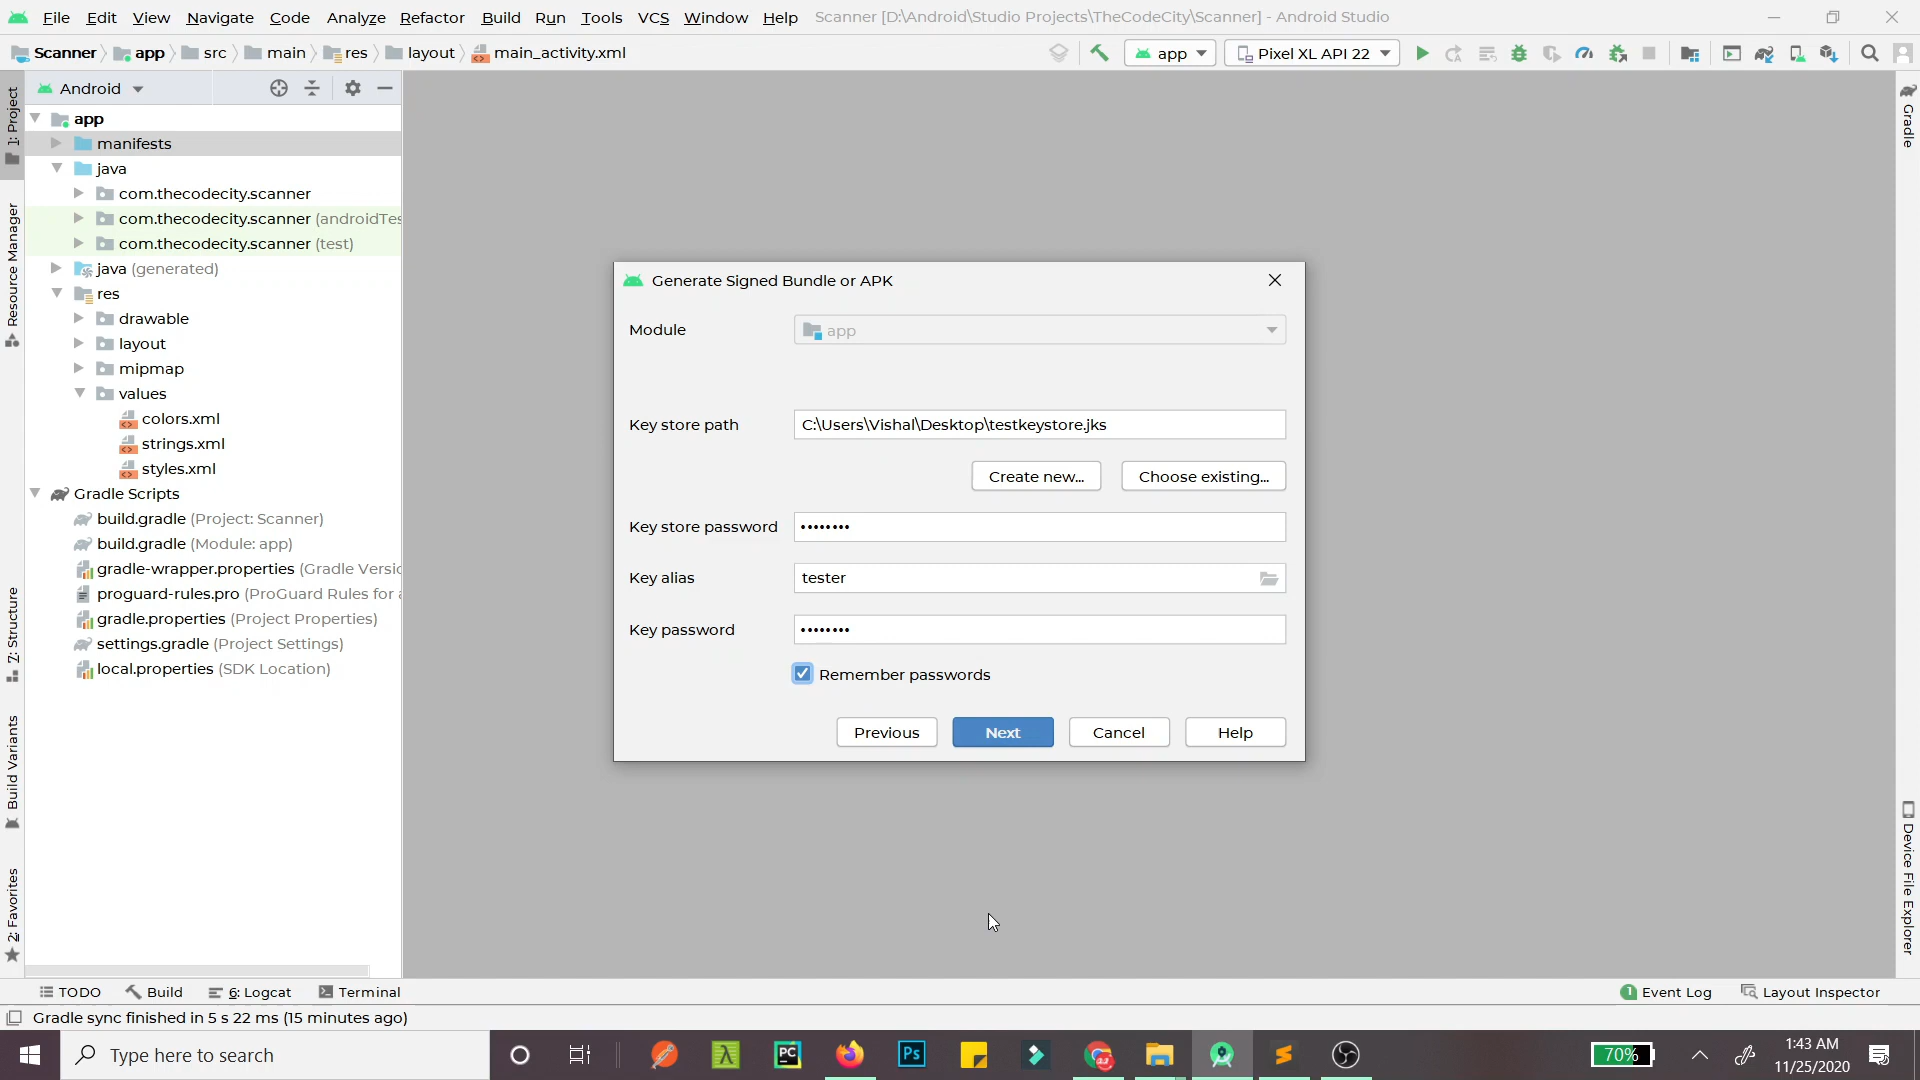 File Edit View Navigate Code Analyze Refactor Build Run Tools VCS Window Help Scanner [D:\Android\Studio Projects\TheCodeCity\Scanner] - Android Studio
Scanner app src main res layout main_activity.xml app Pixel XL API 22
1: Project
Resource Manager
7: Structure
Build Variants
2: Favorites
Android
app
manifests
java
com.thecodecity.scanner
com.thecodecity.scanner (androidTes
com.thecodecity.scanner (test)
java (generated)
res
drawable
layout
mipmap
values
colors.xml
strings.xml
styles.xml
Gradle Scripts
build.gradle (Project: Scanner)
build.gradle (Module: app)
gradle-wrapper.properties (Gradle Versio
proguard-rules.pro (ProGuard Rules for a
gradle.properties (Project Properties)
settings.gradle (Project Settings)
local.properties (SDK Location)
Generate Signed Bundle or APK
Module app
Key store path C:\Users\Vishal\Desktop\testkeystore.jks
Create new... Choose existing...
Key store password ••••••••
Key alias tester
Key password ••••••••
Remember passwords
Previous Next Cancel Help
Gradle
Device File Explorer
TODO Build 6: Logcat Terminal 1 Event Log Layout Inspector
Gradle sync finished in 5 s 22 ms (15 minutes ago)
Type here to search
PC
Ps
70%
1:43 AM
11/25/2020